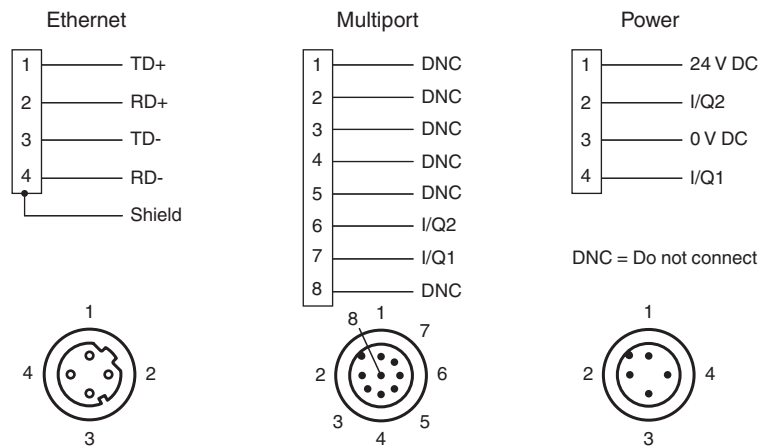 Ethernet
1 TD+
2 RD+
3 TD-
4 RD-
Shield
1
4 2
3
Multiport
1 DNC
2 DNC
3 DNC
4 DNC
5 DNC
6 I/Q2
7 I/Q1
8 DNC
8 1 7
2 6
3 5
4
Power
1 24 V DC
2 I/Q2
3 0 V DC
4 I/Q1
DNC = Do not connect
1
2 4
3